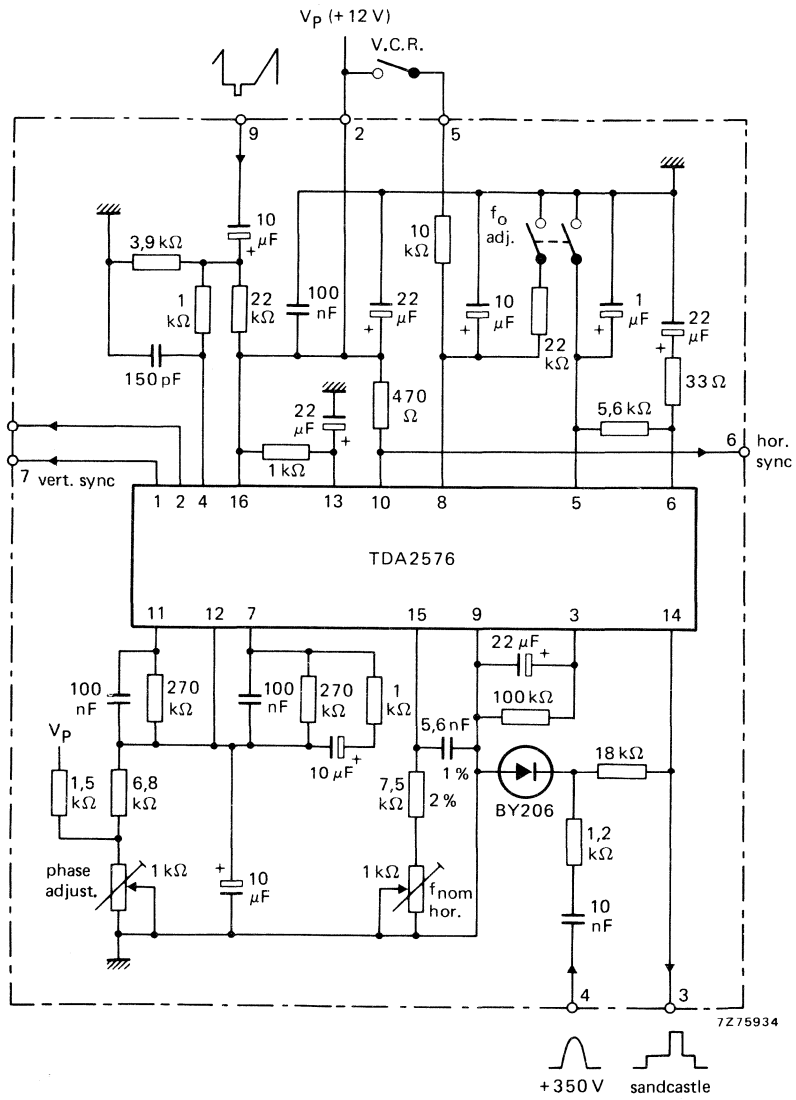 Vp (+ 12 V)
V.C.R.
9
2
5
3,9 kΩ
10
µF
+
1
kΩ
22
kΩ
100
nF
22
µF
+
10
kΩ
10
µF
+
fo
adj.
22
kΩ
1
µF
+
22
µF
+
33 Ω
150 pF
22
µF
+
470
Ω
5,6 kΩ
1 kΩ
6
hor.
sync
7
vert. sync
1 2 4 16 13 10 8 5 6
TDA2576
11 12 7 15 9 3 14
100
nF
270
kΩ
100
nF
270
kΩ
1
kΩ
22 µF
+
100 kΩ
5,6 nF
1 %
Vp
1,5
kΩ
6,8
kΩ
10 µF
+
7,5
kΩ
2 %
BY206
18 kΩ
1,2
kΩ
phase
adjust.
1 kΩ
+
10
µF
1 kΩ
fnom
hor.
10
nF
4
3
7Z75934
+ 350 V
sandcastle